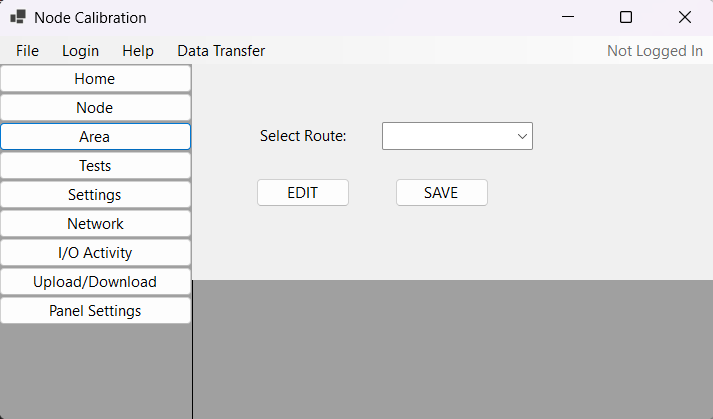 Node Calibration
File Login Help Data Transfer Not Logged In
Home
Node
Area
Tests
Settings
Network
I/O Activity
Upload/Download
Panel Settings
Select Route:
EDIT SAVE